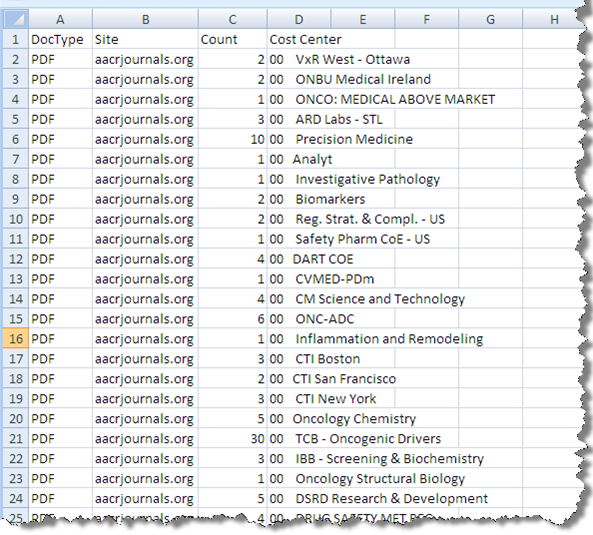 A B C D E F G H
1 DocType Site Count Cost Center
2 PDF aacrjournals.org 2 00 VxR West - Ottawa
3 PDF aacrjournals.org 2 00 ONBU Medical Ireland
4 PDF aacrjournals.org 1 00 ONCO: MEDICAL ABOVE MARKET
5 PDF aacrjournals.org 3 00 ARD Labs - STL
6 PDF aacrjournals.org 10 00 Precision Medicine
7 PDF aacrjournals.org 1 00 Analyt
8 PDF aacrjournals.org 1 00 Investigative Pathology
9 PDF aacrjournals.org 2 00 Biomarkers
10 PDF aacrjournals.org 2 00 Reg. Strat. & Compl. - US
11 PDF aacrjournals.org 1 00 Safety Pharm CoE - US
12 PDF aacrjournals.org 4 00 DART COE
13 PDF aacrjournals.org 1 00 CVMED-PDm
14 PDF aacrjournals.org 4 00 CM Science and Technology
15 PDF aacrjournals.org 6 00 ONC-ADC
16 PDF aacrjournals.org 1 00 Inflammation and Remodeling
17 PDF aacrjournals.org 3 00 CTI Boston
18 PDF aacrjournals.org 2 00 CTI San Francisco
19 PDF aacrjournals.org 3 00 CTI New York
20 PDF aacrjournals.org 5 00 Oncology Chemistry
21 PDF aacrjournals.org 30 00 TCB - Oncogenic Drivers
22 PDF aacrjournals.org 3 00 IBB - Screening & Biochemistry
23 PDF aacrjournals.org 1 00 Oncology Structural Biology
24 PDF aacrjournals.org 5 00 DSRD Research & Development
25 PDF aacrjournals.org 4 00 DRUG SAFETY MET